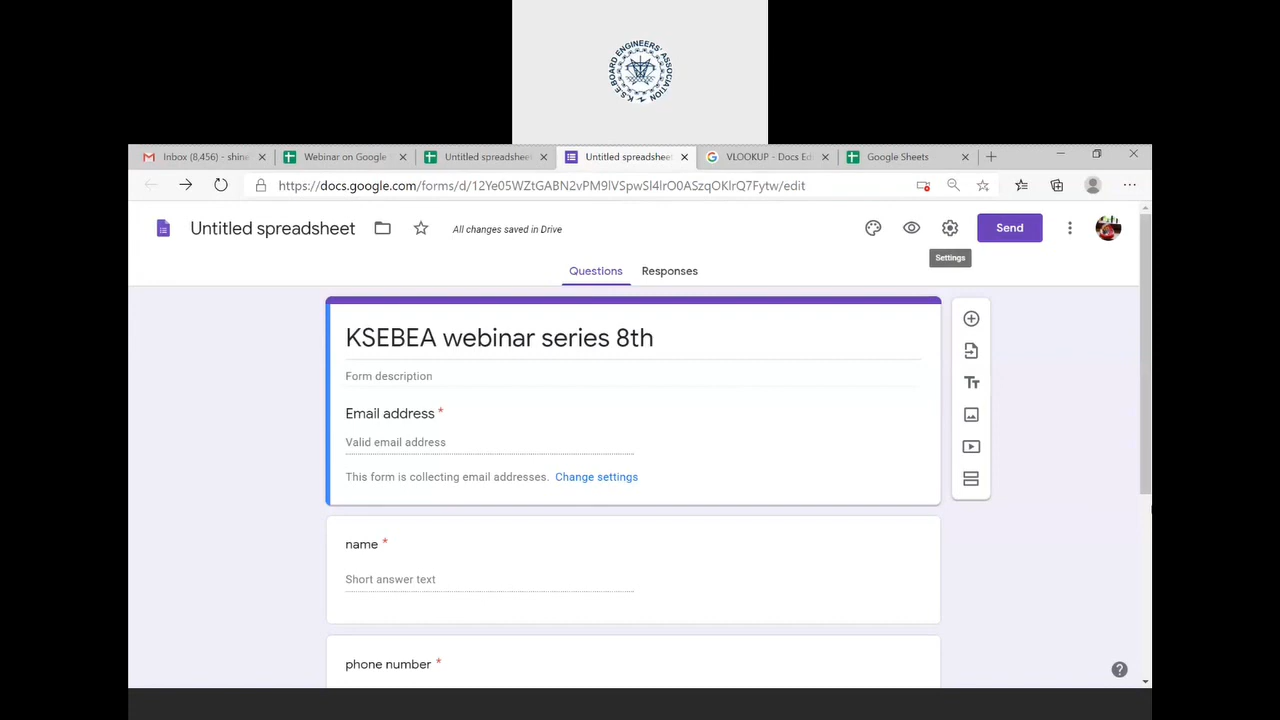 K.S.E.BOARD ENGINEERS' ASSOCIATION
Inbox (8,456) - shine
Webinar on Google
Untitled spreadsheet
Untitled spreadsheet
VLOOKUP - Docs Ed
Google Sheets
https://docs.google.com/forms/d/12Ye05WZtGABN2vPM9lVSpwSl4lrO0ASzqOKlrQ7Fytw/edit
Untitled spreadsheet
All changes saved in Drive
Send
Settings
Questions
Responses
KSEBEA webinar series 8th
Form description
Email address *
Valid email address
This form is collecting email addresses. Change settings
name *
Short answer text
phone number *